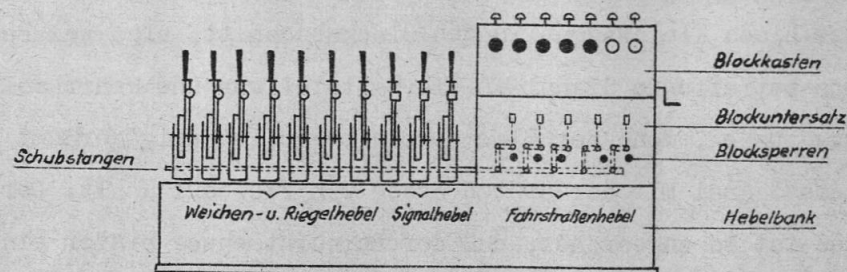 Blockkasten
Blockuntersatz
Schubstangen
Blocksperren
Weichen- u. Riegelhebel Signalhebel Fahrstraßenhebel Hebelbank